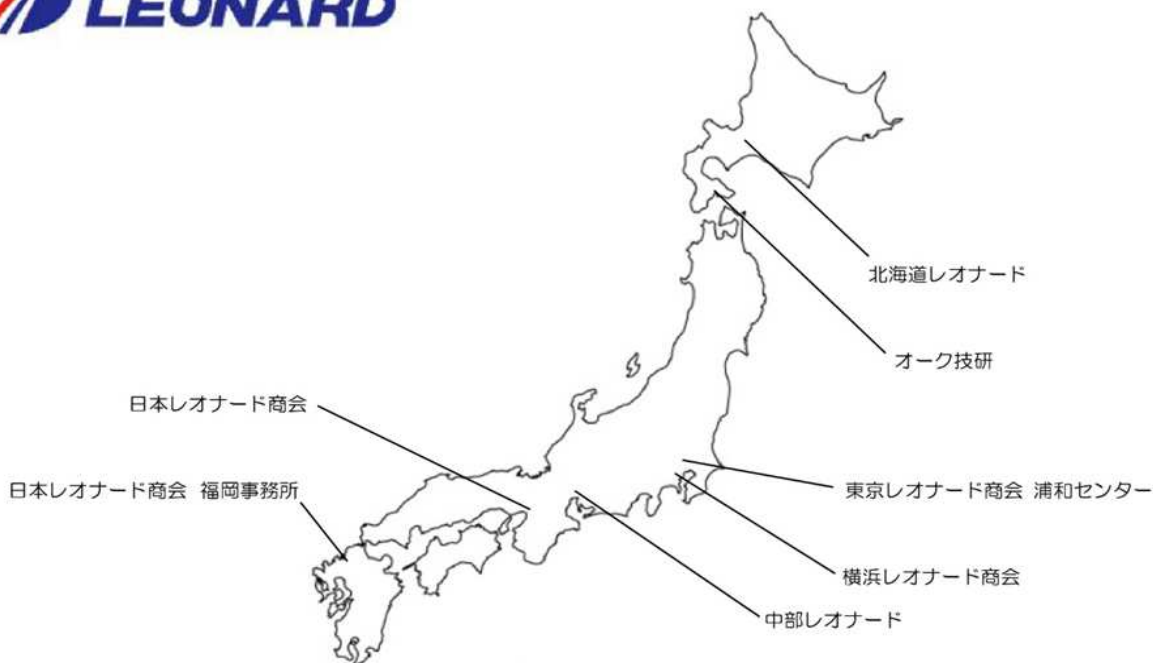 LEONARD
北海道レオナード
オーク技研
日本レオナード商会
日本レオナード商会 福岡事務所
東京レオナード商会 浦和センター
横浜レオナード商会
中部レオナード